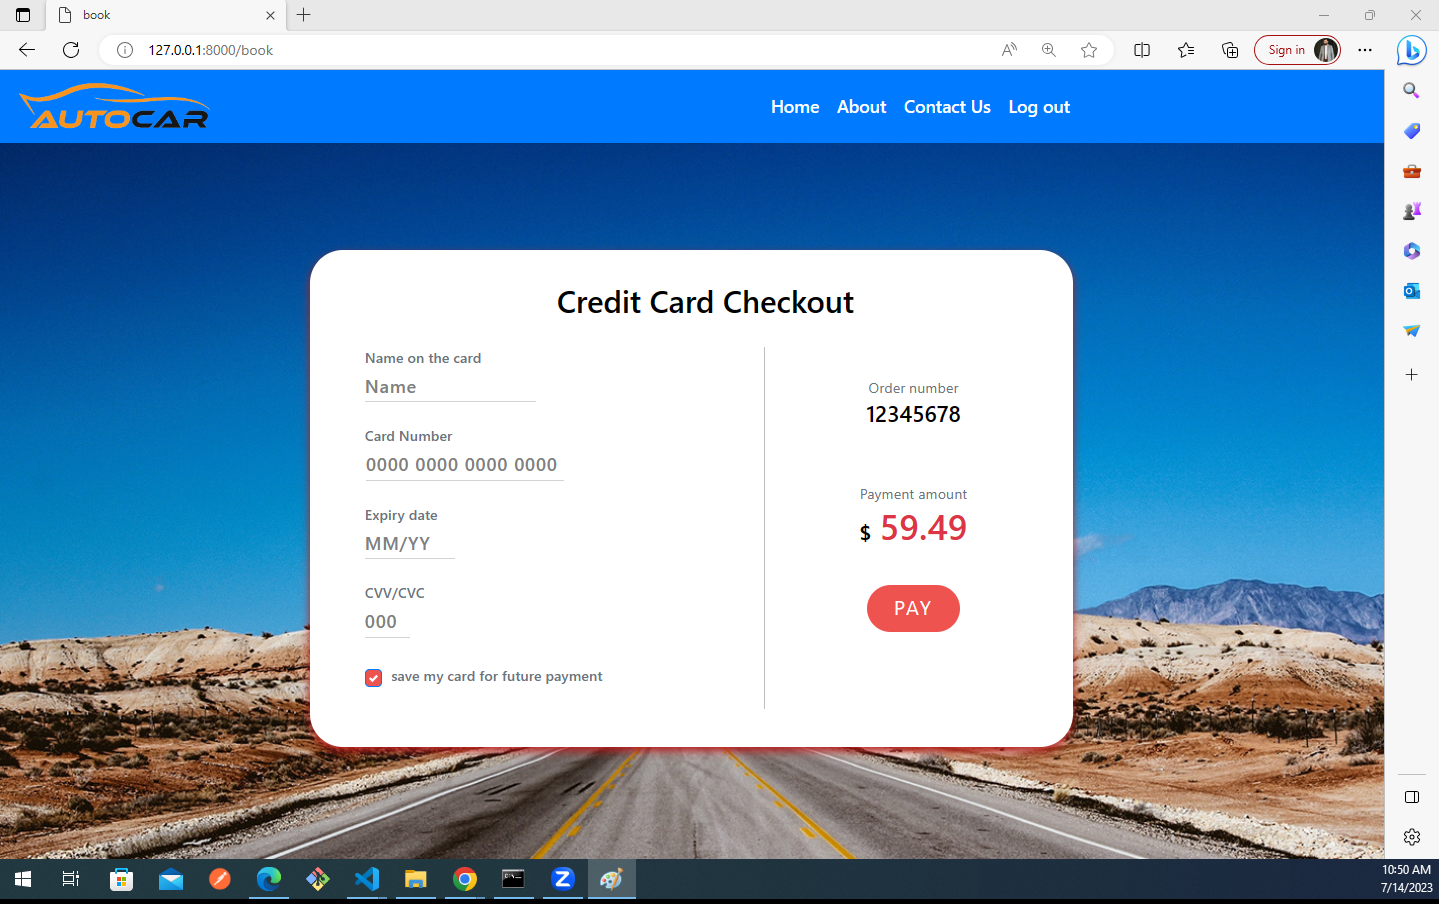 book
127.0.0.1:8000/book
Sign in
AUTOCAR
Home About Contact Us Log out
Credit Card Checkout
Name on the card
Name
Card Number
0000 0000 0000 0000
Expiry date
MM/YY
CVV/CVC
000
save my card for future payment
Order number
12345678
Payment amount
$ 59.49
PAY
10:50 AM
7/14/2023